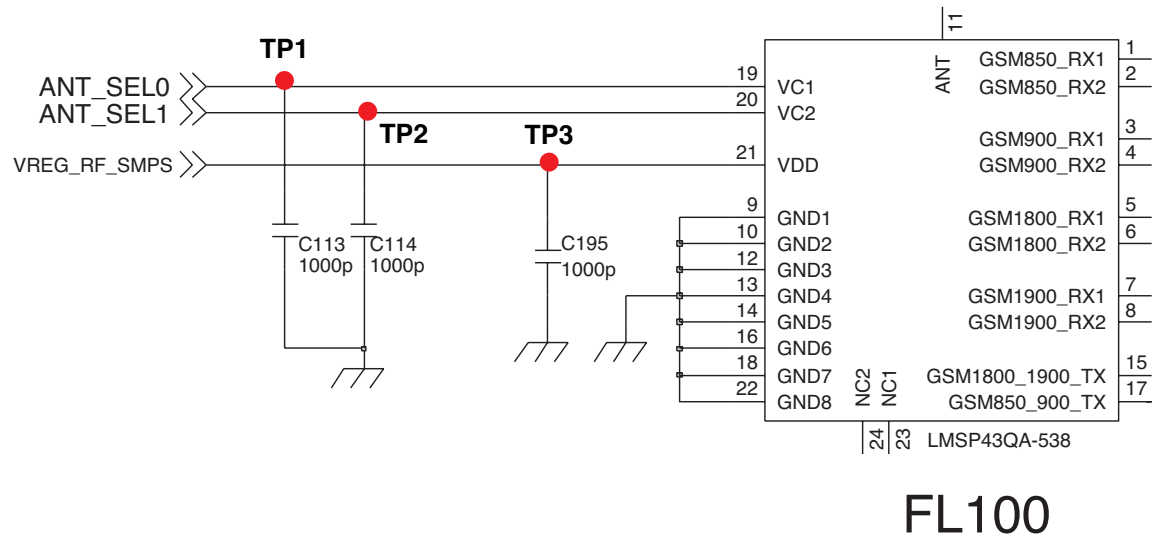 TP1
ANT_SEL0
ANT_SEL1
TP2
TP3
VREG_RF_SMPS
C113
1000p
C114
1000p
C195
1000p
19
20
21
9
10
12
13
14
16
18
22
VC1
VC2
VDD
GND1
GND2
GND3
GND4
GND5
GND6
GND7
GND8
11
ANT
GSM850_RX1
GSM850_RX2
GSM900_RX1
GSM900_RX2
GSM1800_RX1
GSM1800_RX2
GSM1900_RX1
GSM1900_RX2
GSM1800_1900_TX
GSM850_900_TX
1
2
3
4
5
6
7
8
15
17
NC2
NC1
24
23
LMSP43QA-538
FL100